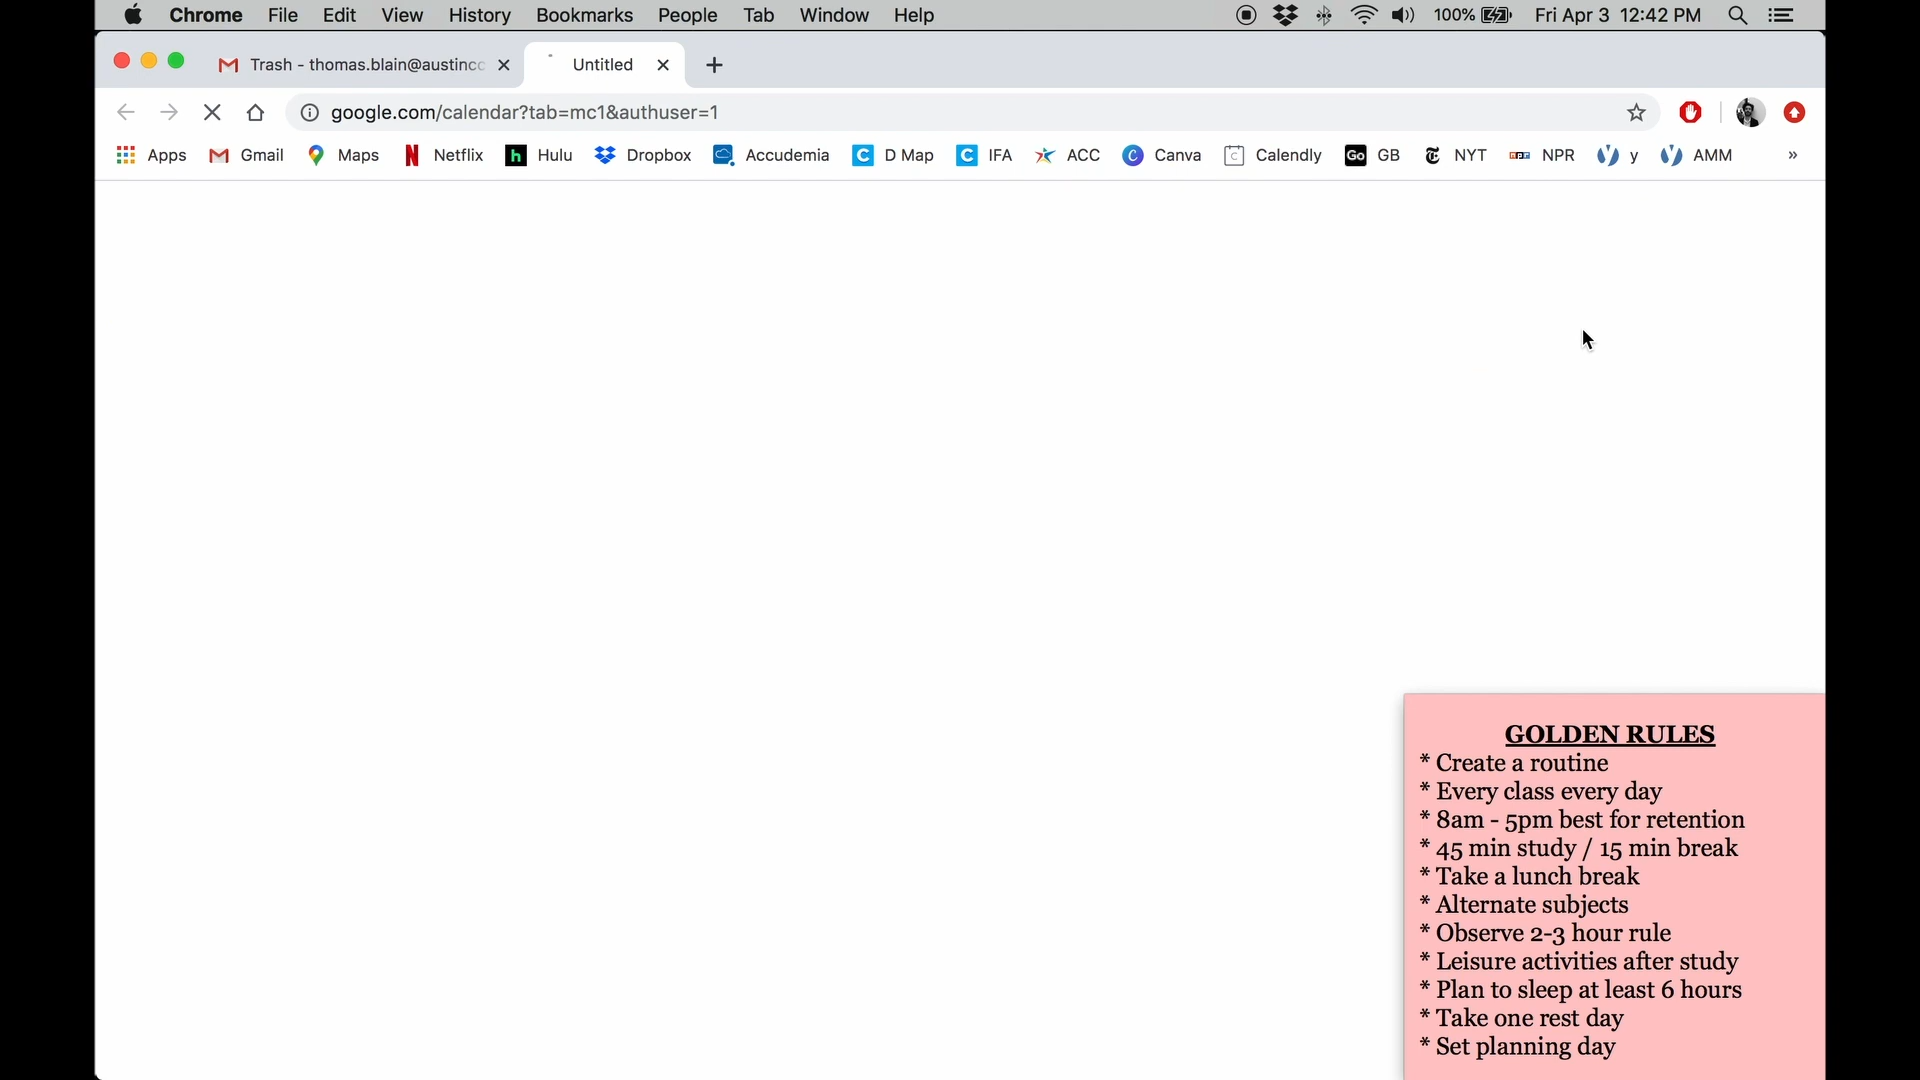 Chrome File Edit View History Bookmarks People Tab Window Help 100% Fri Apr 3 12:42 PM
Trash - thomas.blain@austincc Untitled
google.com/calendar?tab=mc1&authuser=1
Apps Gmail Maps Netflix Hulu Dropbox Accudemia D Map IFA ACC Canva Calendly GB NYT NPR y AMM »
GOLDEN RULES
* Create a routine
* Every class every day
* 8am - 5pm best for retention
* 45 min study / 15 min break
* Take a lunch break
* Alternate subjects
* Observe 2-3 hour rule
* Leisure activities after study
* Plan to sleep at least 6 hours
* Take one rest day
* Set planning day